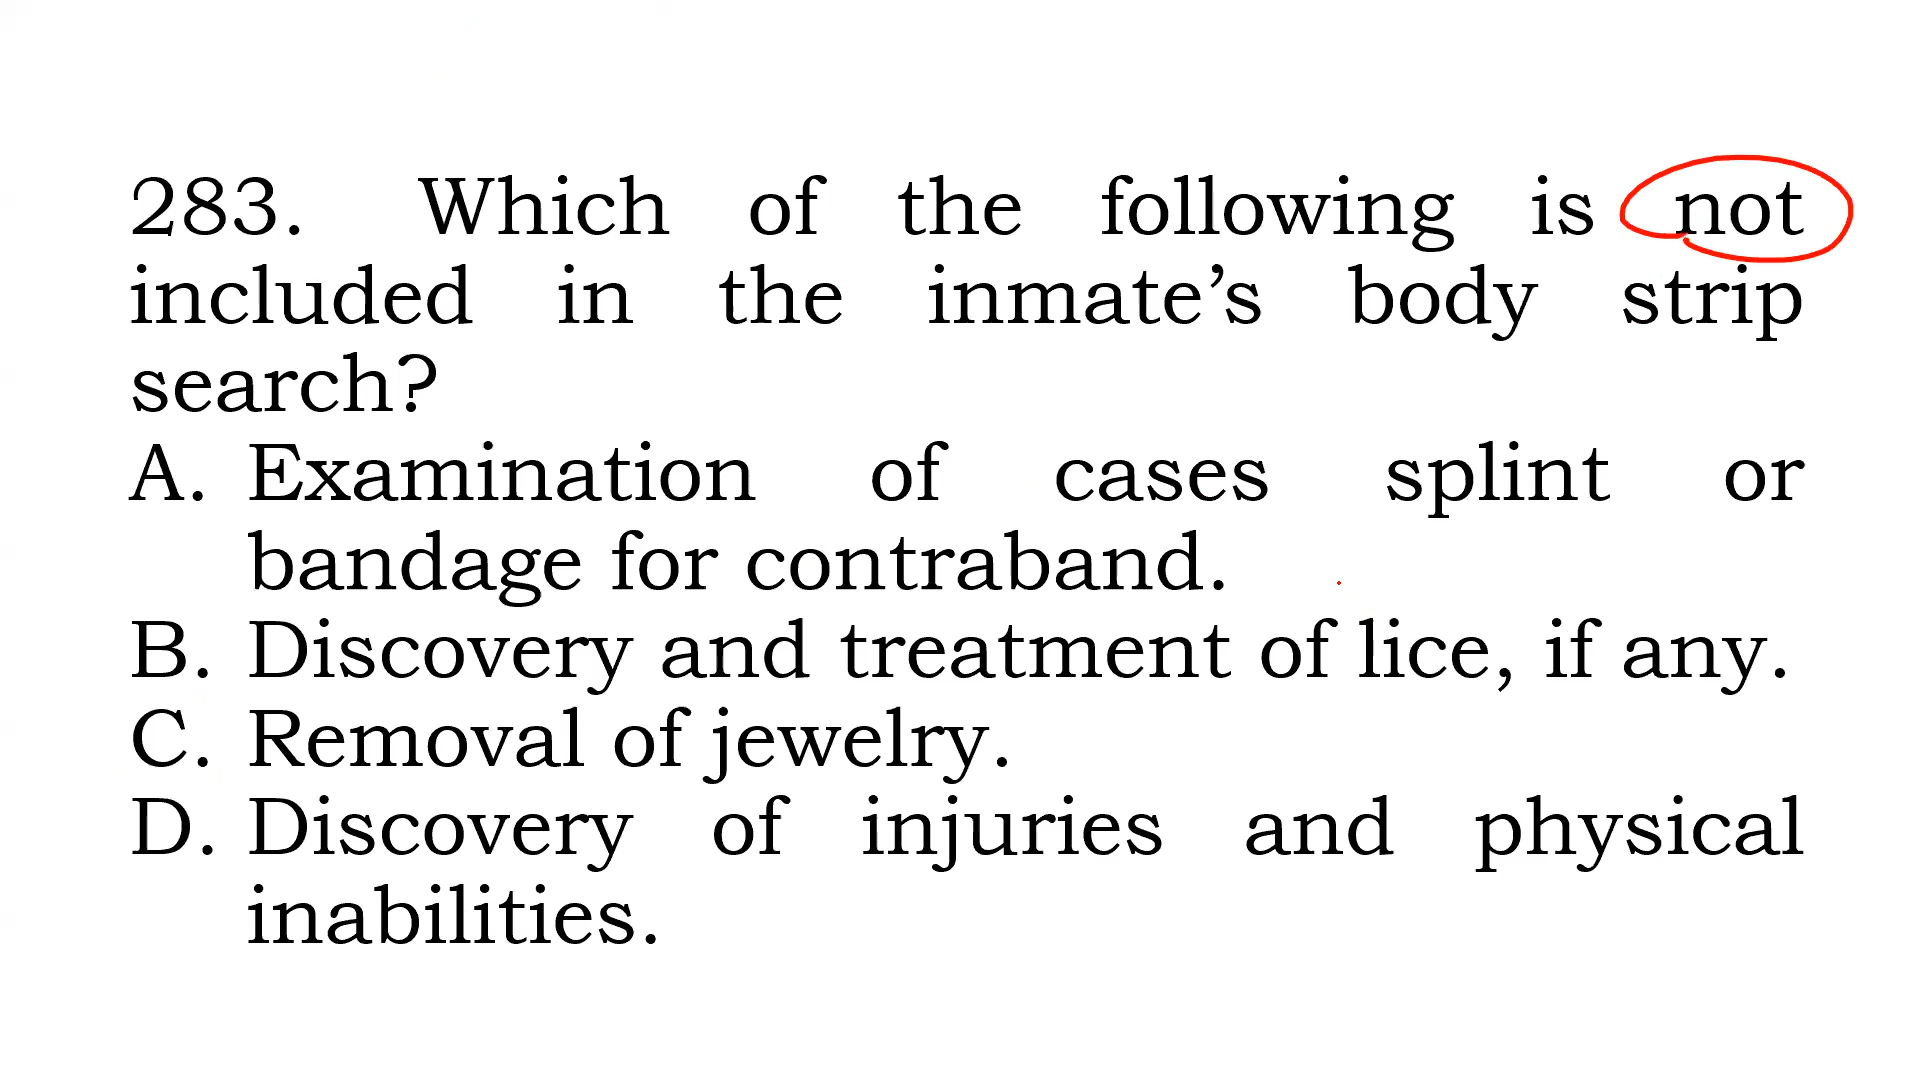 283. Which of the following is not
included in the inmate’s body strip
search?
A. Examination of cases splint or
bandage for contraband.
B. Discovery and treatment of lice, if any.
C. Removal of jewelry.
D. Discovery of injuries and physical
inabilities.